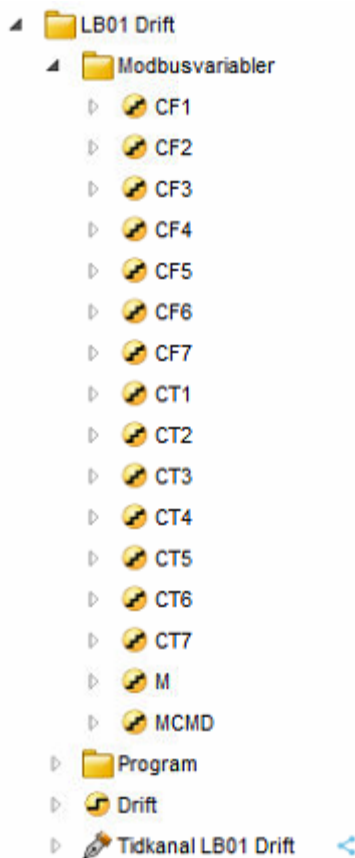 LB01 Drift
Modbusvariabler
CF1
CF2
CF3
CF4
CF5
CF6
CF7
CT1
CT2
CT3
CT4
CT5
CT6
CT7
M
MCMD
Program
Drift
Tidkanal LB01 Drift